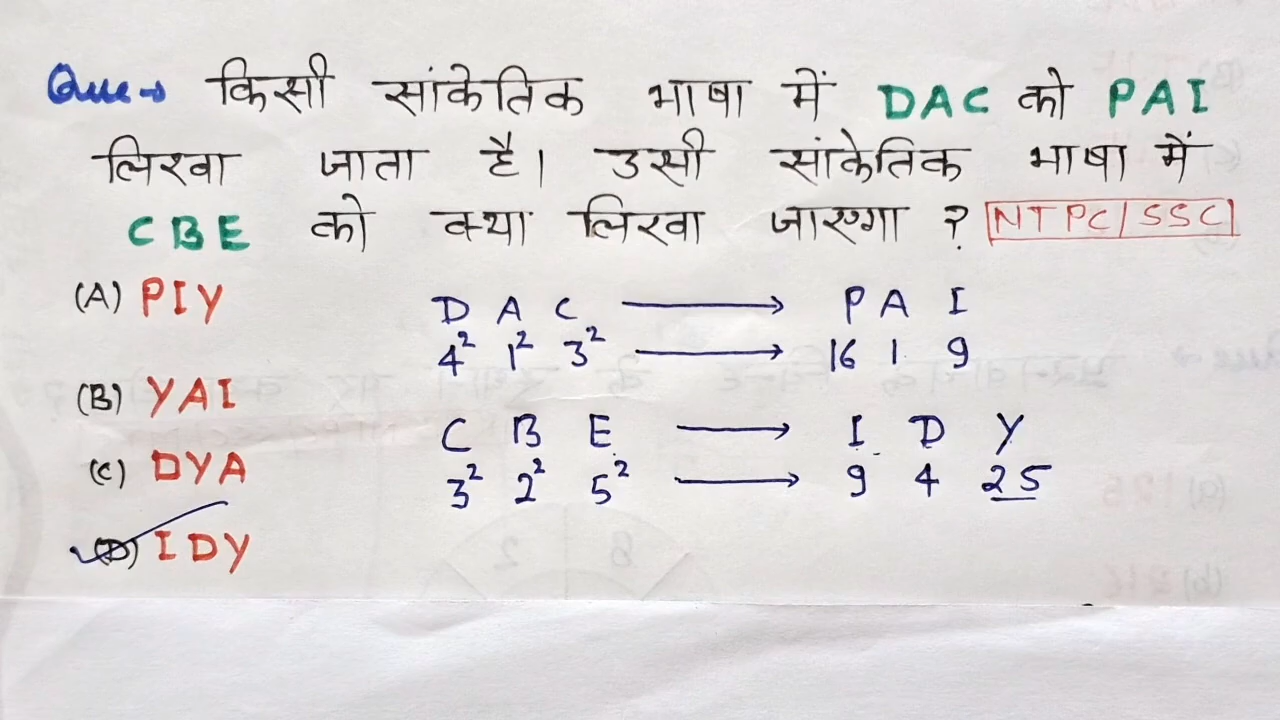 Que→ किसी सांकेतिक भाषा में DAC को PAI
लिखा जाता है। उसी सांकेतिक भाषा में
CBE को क्या लिखा जाएगा ? NTPC/SSC
(A) PIY
(B) YAI
(C) DYA
(D) IDY
D A C → P A I
4² 1² 3² → 16 1 9
C B E → I D Y
3² 2² 5² → 9 4 25